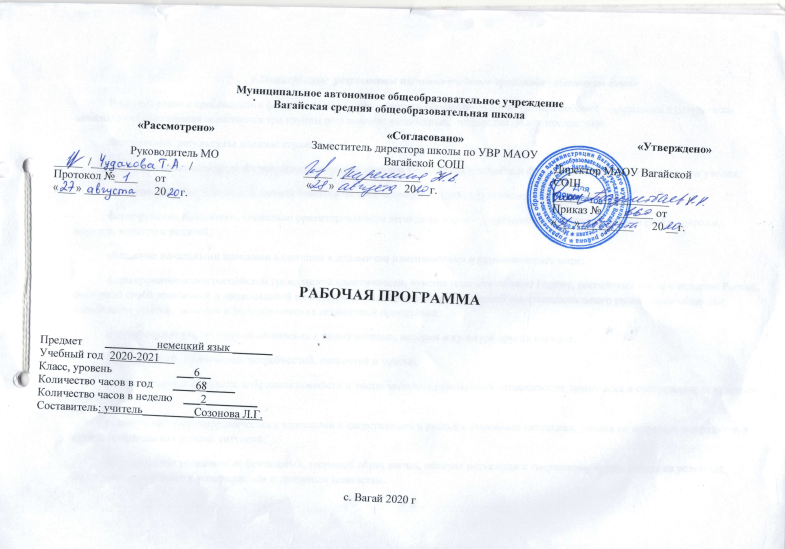 Муниципальное автономное общеобразовательное учреждение
Вагайская средняя общеобразовательная школа
«Рассмотрено»
Руководитель МО
/ Чудакова Т.А. /
Протокол № 1 от
«27» августа 2020г.
«Согласовано»
Заместитель директора школы по УВР МАОУ
Вагайской СОШ
«28» августа 2020г.
«Утверждено»
Директор МАОУ Вагайской
СОШ
Приказ № от
2020г.
РАБОЧАЯ ПРОГРАММА
Предмет немецкий язык
Учебный год 2020-2021
Класс, уровень 6
Количество часов в год 68
Количество часов в неделю 2
Составитель: учитель Созонова Л.Г.
с. Вагай 2020 г